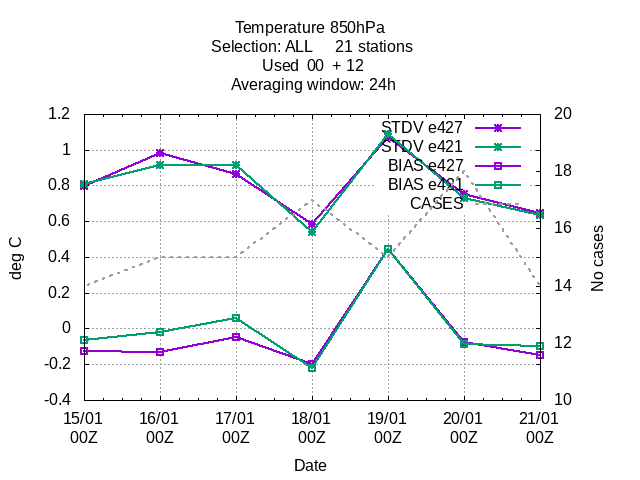 Temperature 850hPa
Selection: ALL 21 stations
Used 00 + 12
Averaging window: 24h
1.2
1
0.8
0.6
0.4
0.2
0
-0.2
-0.4
deg C
STDV e427
STDV e421
BIAS e427
BIAS e421
CASES
20
18
16
14
12
10
No cases
15/01 16/01 17/01 18/01 19/01 20/01 21/01
00Z 00Z 00Z 00Z 00Z 00Z 00Z
Date